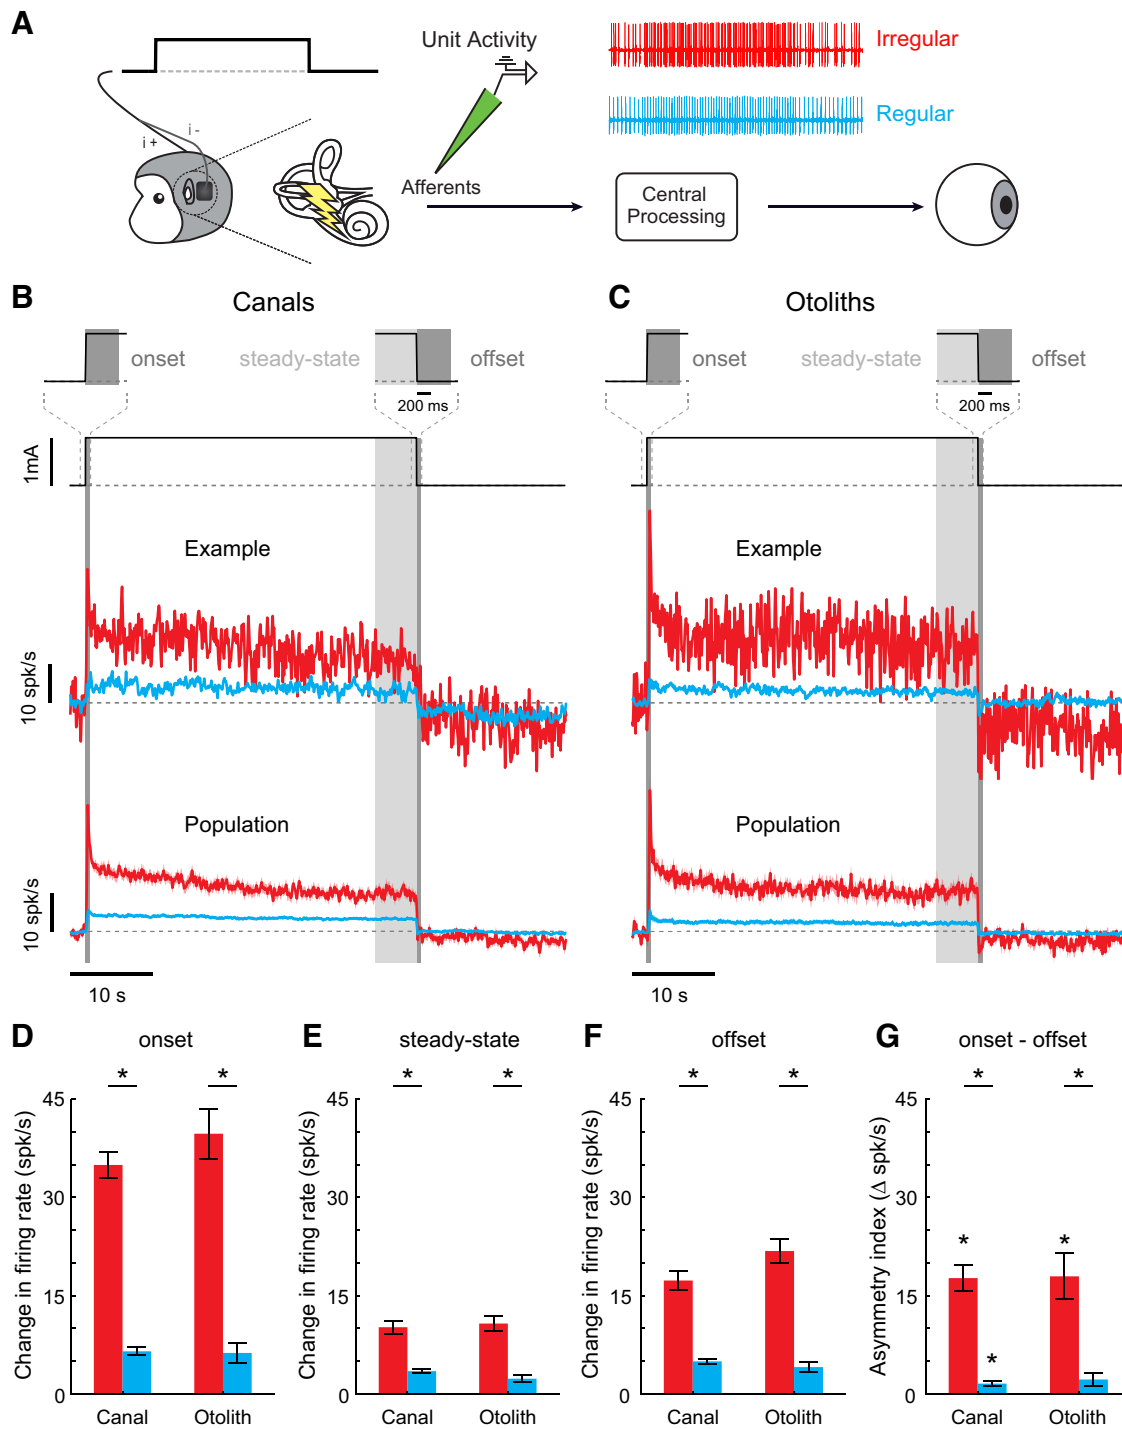 A
Unit Activity
Irregular
Regular
i -
i +
Afferents
Central
Processing
B
Canals
onset
steady-state
offset
200 ms
1mA
Example
10 spk/s
Population
10 spk/s
10 s
C
Otoliths
onset
steady-state
offset
200 ms
Example
Population
10 s
D
onset
*
*
Change in firing rate (spk/s)
45
30
15
0
Canal
Otolith
E
steady-state
*
*
Change in firing rate (spk/s)
45
30
15
0
Canal
Otolith
F
offset
*
*
Change in firing rate (spk/s)
45
30
15
0
Canal
Otolith
G
onset - offset
*
*
Asymmetry index (Δ spk/s)
45
30
15
0
*
*
*
Canal
Otolith